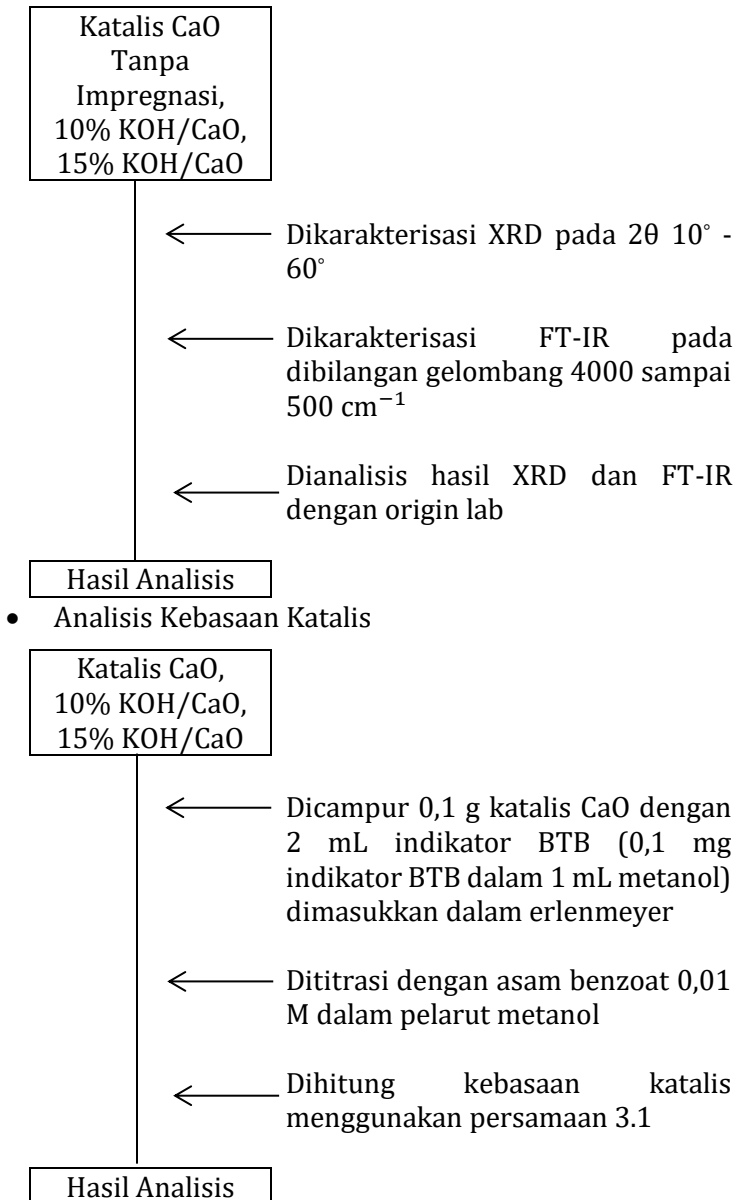 Katalis CaO
Tanpa
Impregnasi,
10% KOH/CaO,
15% KOH/CaO
Dikarakterisasi XRD pada 2θ 10° -
60°
Dikarakterisasi FT-IR pada
dibilangan gelombang 4000 sampai
500 cm⁻¹
Dianalisis hasil XRD dan FT-IR
dengan origin lab
Hasil Analisis
• Analisis Kebasaan Katalis
Katalis CaO,
10% KOH/CaO,
15% KOH/CaO
Dicampur 0,1 g katalis CaO dengan
2 mL indikator BTB (0,1 mg
indikator BTB dalam 1 mL metanol)
dimasukkan dalam erlenmeyer
Dititrasi dengan asam benzoat 0,01
M dalam pelarut metanol
Dihitung kebasaan katalis
menggunakan persamaan 3.1
Hasil Analisis